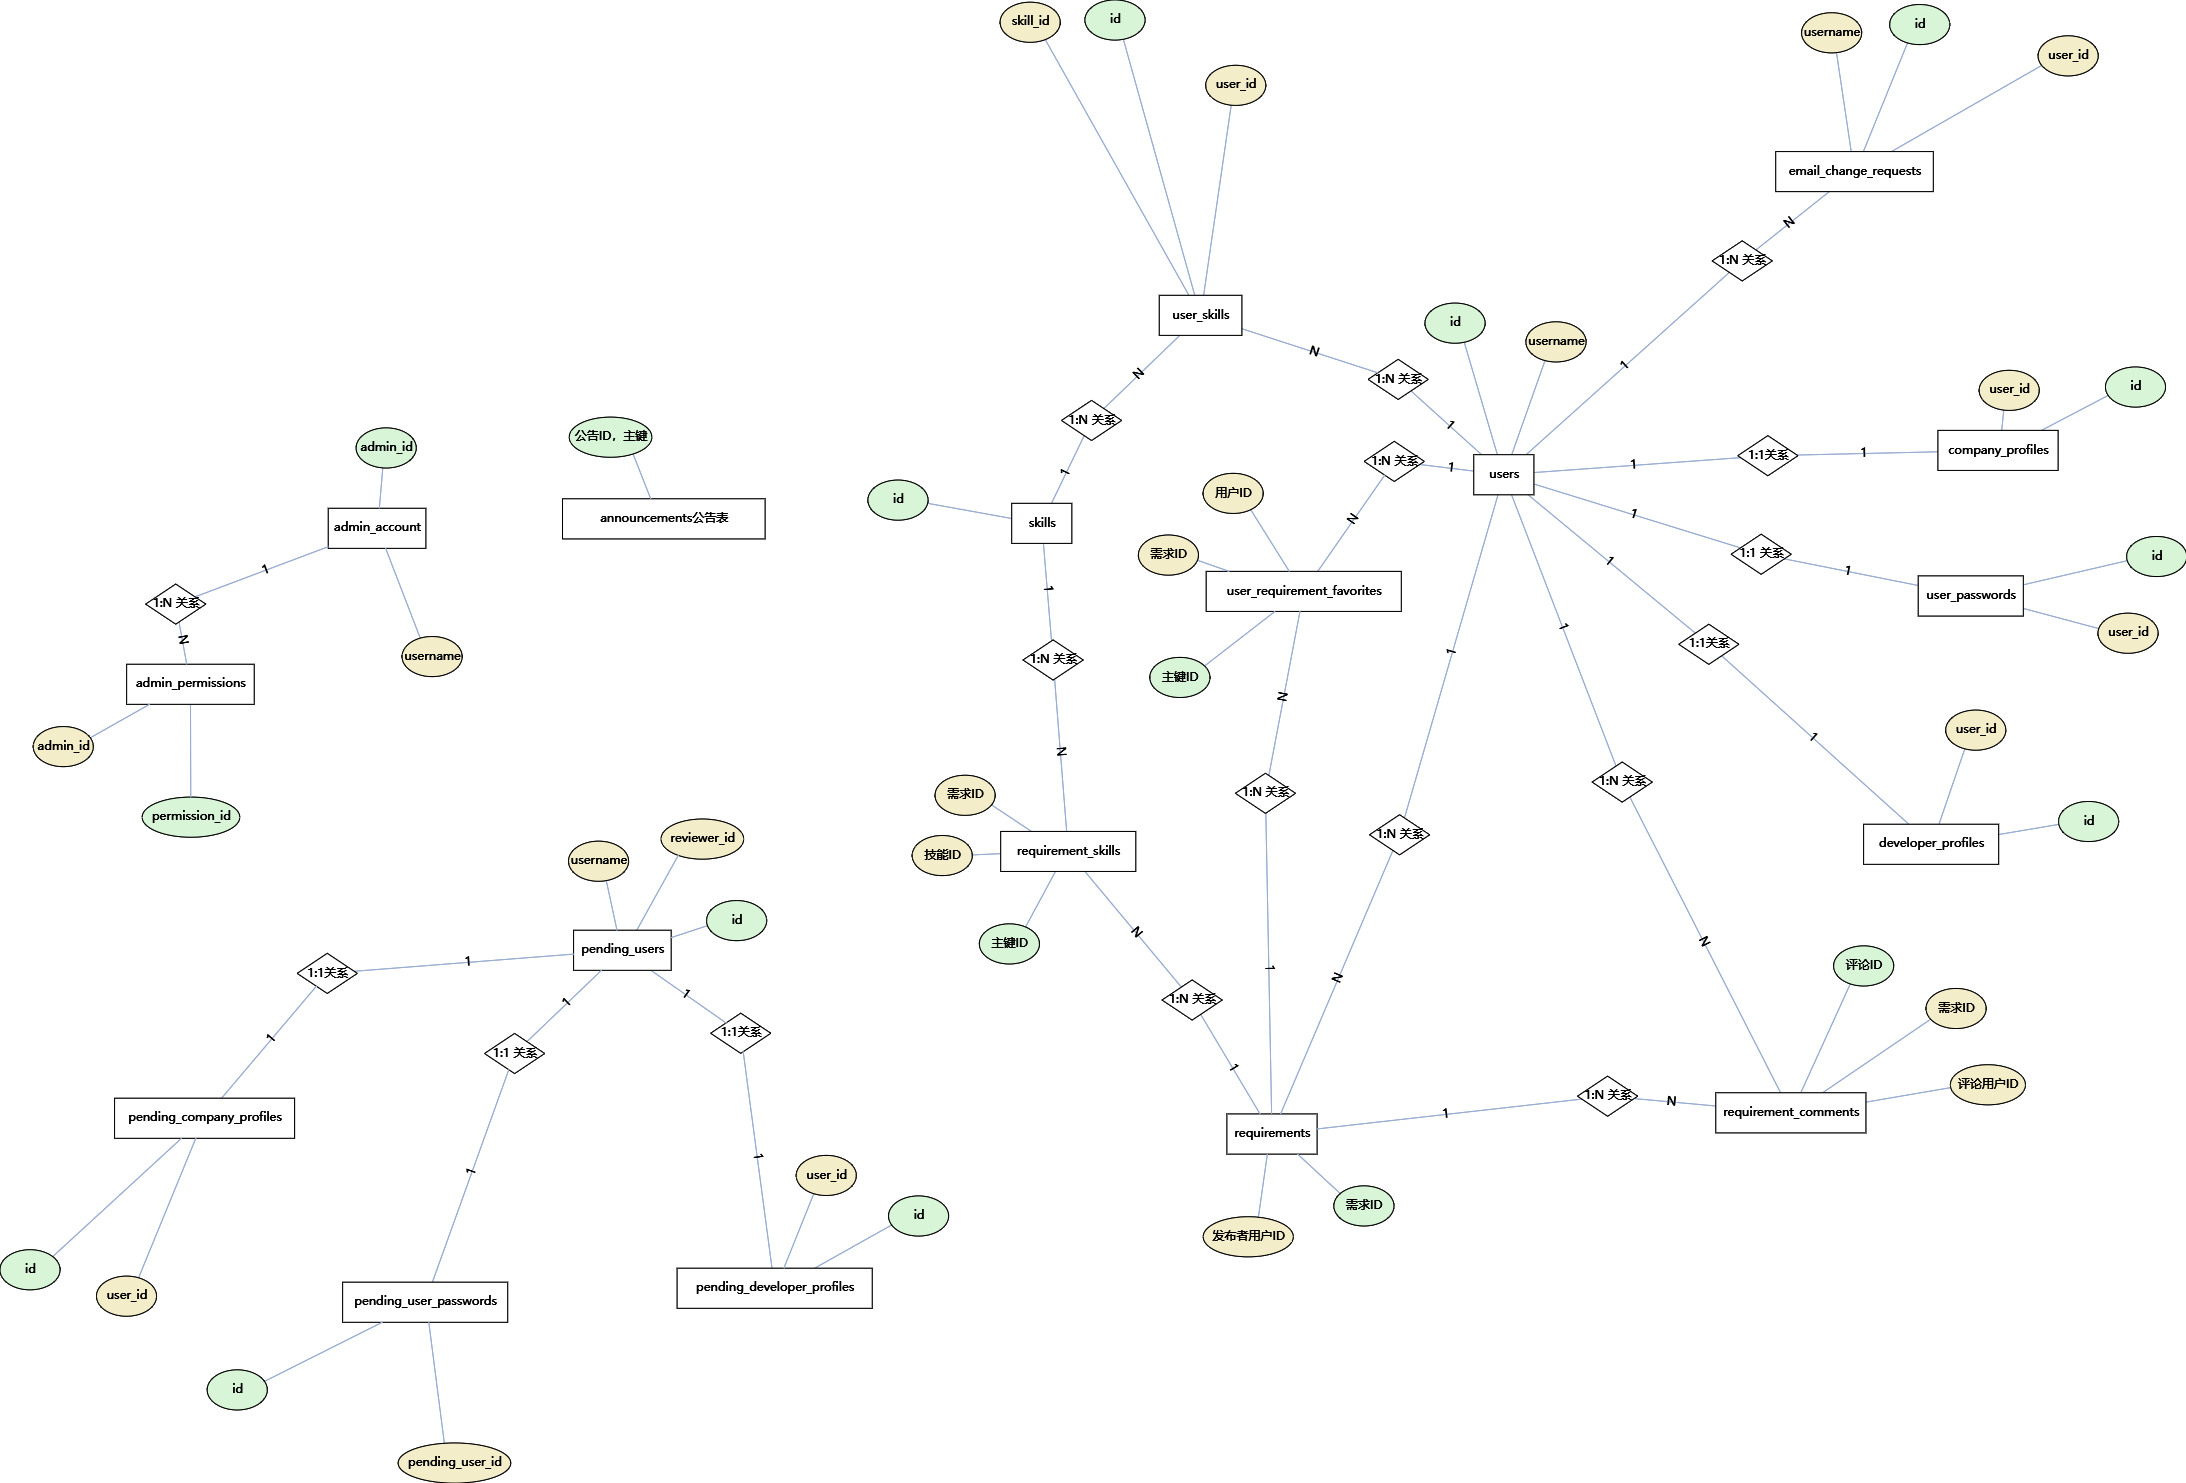 skill_id
id
user_id
username
id
user_id
email_change_requests
N
1:N 关系
1
user_skills
N
1:N 关系
1
N
1:N 关系
1
id
username
users
1
1:N 关系
N
1
1:1关系
1
user_id
id
company_profiles
1
1:1 关系
1
id
user_passwords
user_id
1
1:1关系
1
user_id
id
developer_profiles
admin_id
admin_account
1
1:N 关系
N
username
admin_permissions
admin_id
permission_id
公告ID，主键
announcements公告表
id
skills
1
1:N 关系
N
用户ID
需求ID
user_requirement_favorites
主键ID
N
1:N 关系
1
1
1:N 关系
N
1
1:N 关系
N
需求ID
技能ID
requirement_skills
主键ID
N
1:N 关系
1
username
reviewer_id
id
pending_users
1
1:1关系
1
1
1:1 关系
1
1
1:1关系
1
pending_company_profiles
id
user_id
pending_user_passwords
id
pending_user_id
user_id
id
pending_developer_profiles
requirements
1
1:N 关系
N
发布者用户ID
需求ID
评论ID
需求ID
评论用户ID
requirement_comments